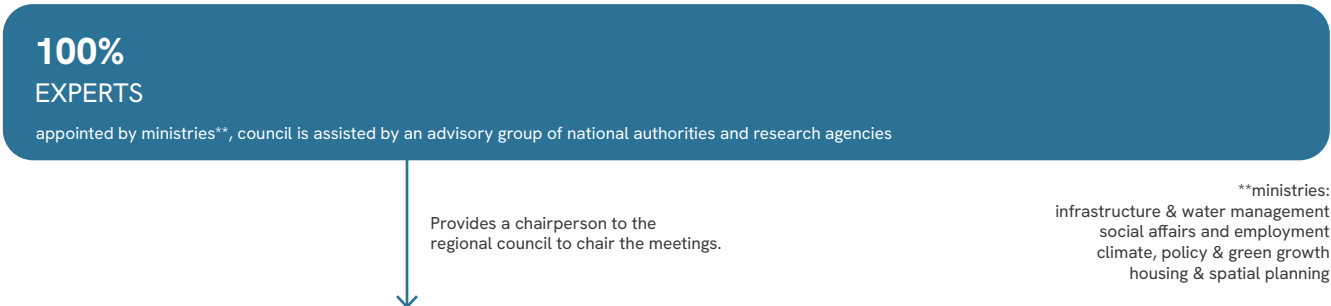 100%
EXPERTS
appointed by ministries**, council is assisted by an advisory group of national authorities and research agencies
Provides a chairperson to the
regional council to chair the meetings.
**ministries:
infrastructure & water management
social affairs and employment
climate, policy & green growth
housing & spatial planning